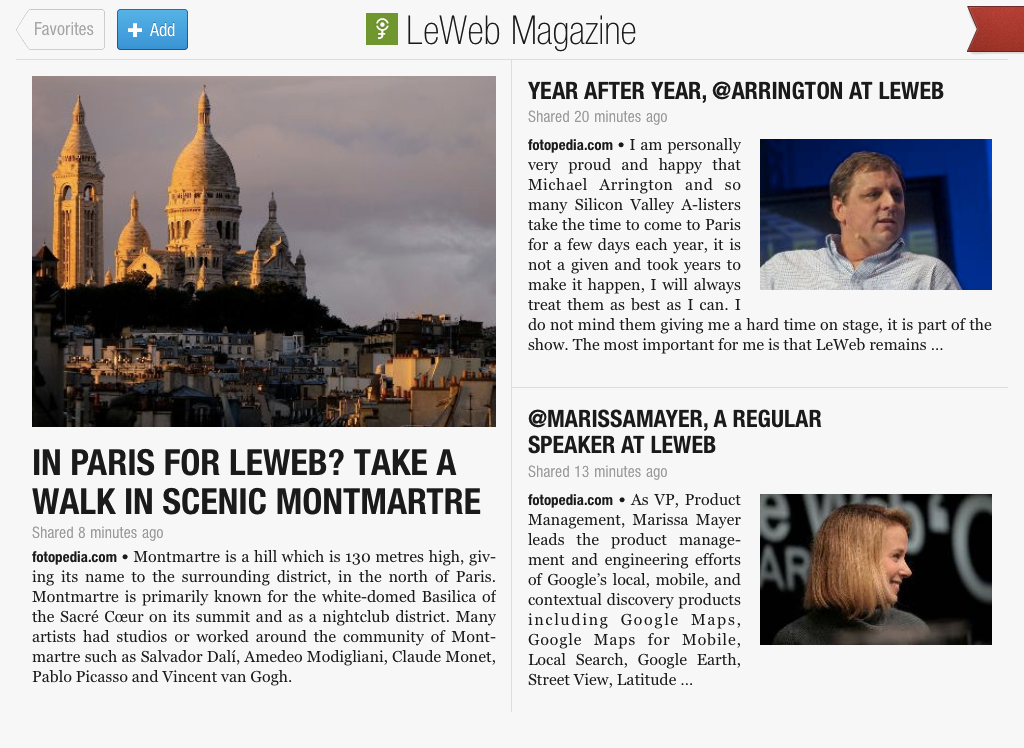 Favorites
Add
LeWeb Magazine
IN PARIS FOR LEWEB? TAKE A
WALK IN SCENIC MONTMARTRE
Shared 8 minutes ago
fotopedia.com • Montmartre is a hill which is 130 metres high, giv-
ing its name to the surrounding district, in the north of Paris.
Montmartre is primarily known for the white-domed Basilica of
the Sacré Cœur on its summit and as a nightclub district. Many
artists had studios or worked around the community of Mont-
martre such as Salvador Dalí, Amedeo Modigliani, Claude Monet,
Pablo Picasso and Vincent van Gogh.
YEAR AFTER YEAR, @ARRINGTON AT LEWEB
Shared 20 minutes ago
fotopedia.com • I am personally
very proud and happy that
Michael Arrington and so
many Silicon Valley A-listers
take the time to come to Paris
for a few days each year, it is
not a given and took years to
make it happen, I will always
treat them as best as I can. I
do not mind them giving me a hard time on stage, it is part of the
show. The most important for me is that LeWeb remains ...
@MARISSAMAYER, A REGULAR
SPEAKER AT LEWEB
Shared 13 minutes ago
fotopedia.com • As VP, Product
Management, Marissa Mayer
leads the product manage-
ment and engineering efforts
of Google's local, mobile, and
contextual discovery products
including Google Maps,
Google Maps for Mobile,
Local Search, Google Earth,
Street View, Latitude ...